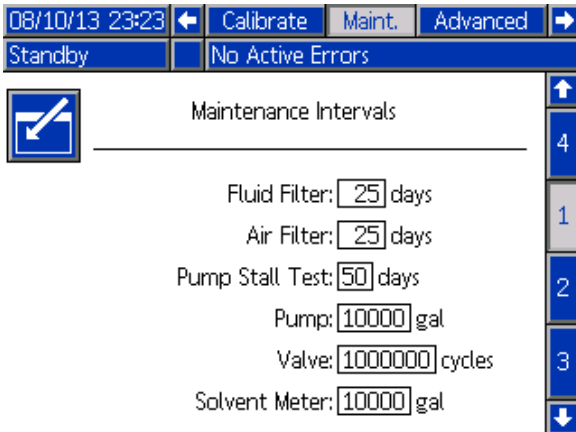 08/10/13 23:23 Calibrate Maint. Advanced
Standby No Active Errors
Maintenance Intervals
4
Fluid Filter: 25 days
1
Air Filter: 25 days
Pump Stall Test: 50 days
2
Pump: 10000 gal
Valve: 1000000 cycles
3
Solvent Meter: 10000 gal